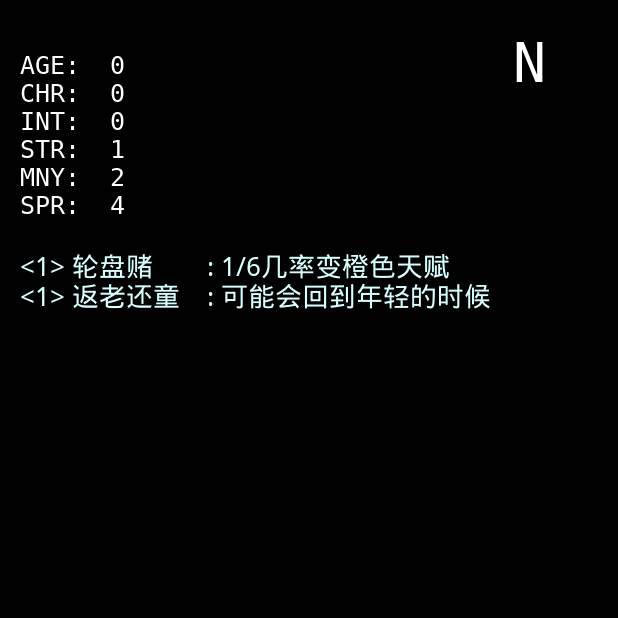 N
AGE: 0
CHR: 0
INT: 0
STR: 1
MNY: 2
SPR: 4
<1> 轮盘赌 : 1/6几率变橙色天赋
<1> 返老还童 : 可能会回到年轻的时候